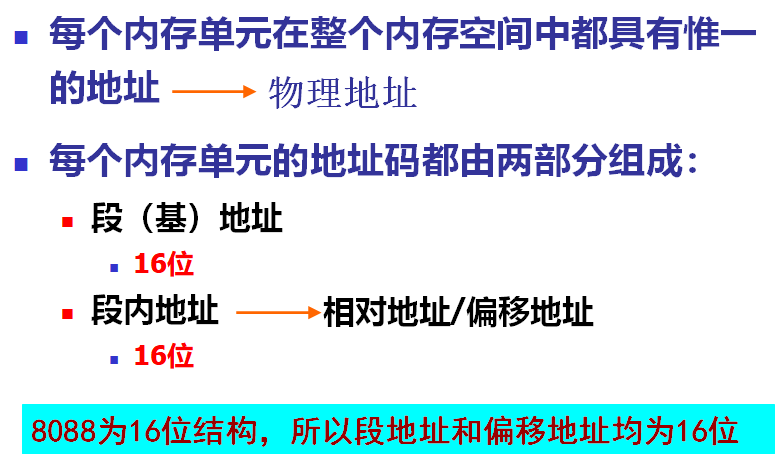 每个内存单元在整个内存空间中都具有惟一
的地址 物理地址
每个内存单元的地址码都由两部分组成：
段（基）地址
16位
段内地址 相对地址/偏移地址
16位
8088为16位结构，所以段地址和偏移地址均为16位